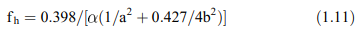 fₕ = 0.398/[α(1/a² + 0.427/4b²)] (1.11)